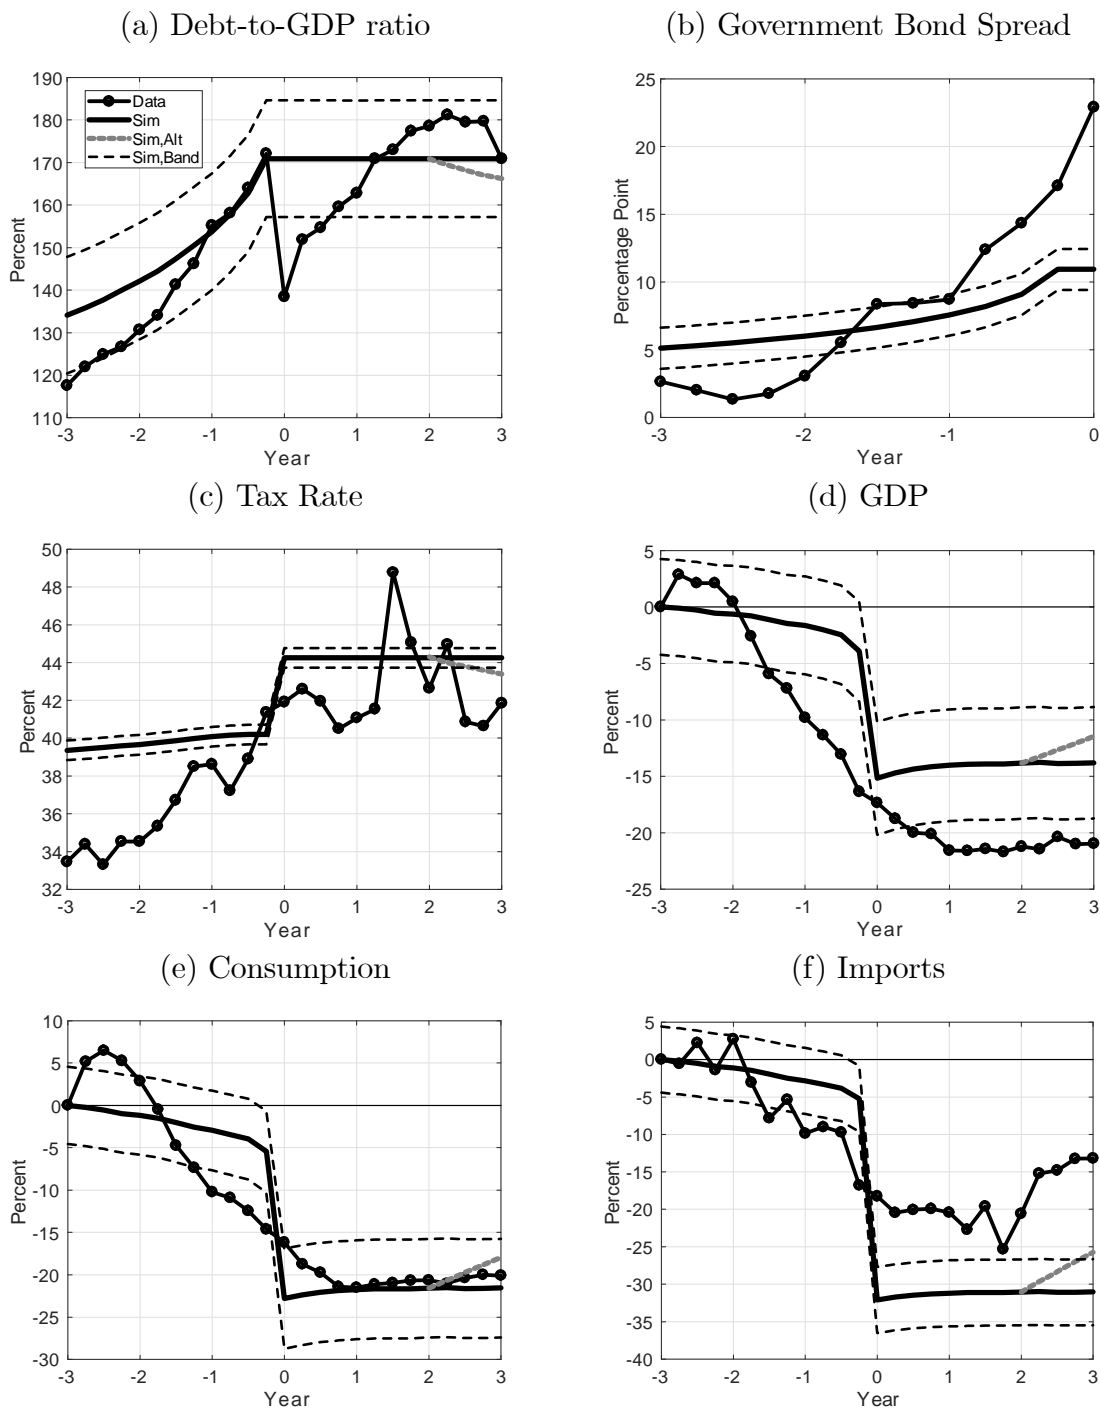 (a) Debt-to-GDP ratio
190
180
170
160
150
140
130
120
110
Percent
Data
Sim
Sim,Alt
Sim,Band
-3 -2 -1 0 1 2 3
Year
(b) Government Bond Spread
25
20
15
10
5
0
Percentage Point
-3 -2 -1 0
Year
(c) Tax Rate
50
48
46
44
42
40
38
36
34
32
Percent
-3 -2 -1 0 1 2 3
Year
(d) GDP
5
0
-5
-10
-15
-20
-25
Percent
-3 -2 -1 0 1 2 3
Year
(e) Consumption
10
5
0
-5
-10
-15
-20
-25
-30
Percent
-3 -2 -1 0 1 2 3
Year
(f) Imports
5
0
-5
-10
-15
-20
-25
-30
-35
-40
Percent
-3 -2 -1 0 1 2 3
Year